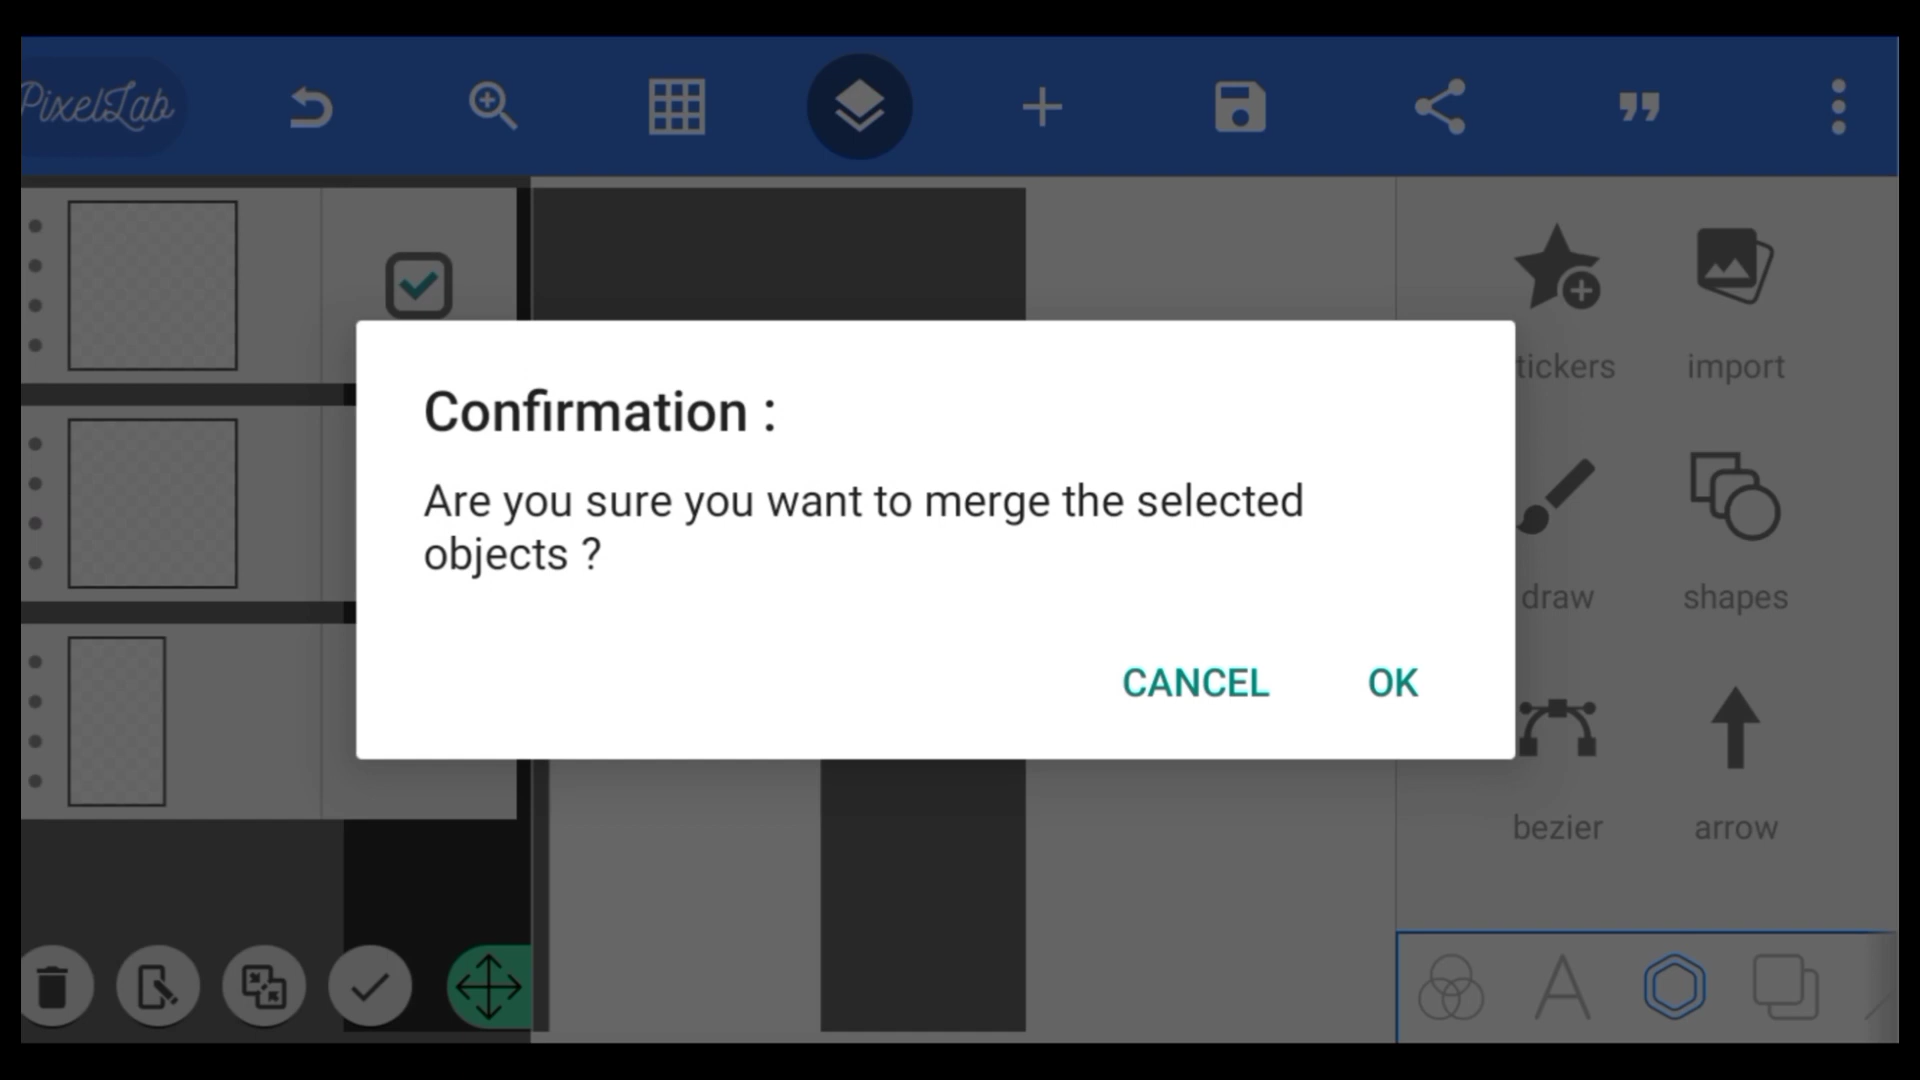 PixelLab
Confirmation :
Are you sure you want to merge the selected
objects ?
CANCEL OK
tickers import
draw shapes
bezier arrow